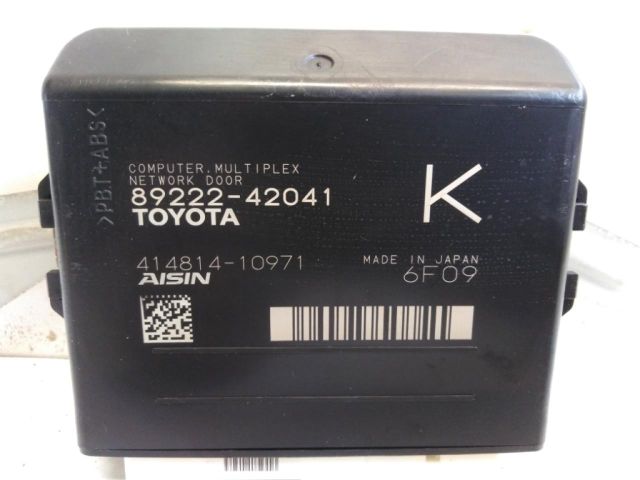 >PBT+ABS<
COMPUTER.MULTIPLEX
NETWORK DOOR
89222-42041
TOYOTA
K
414814-10971
AISIN
MADE IN JAPAN
6F09